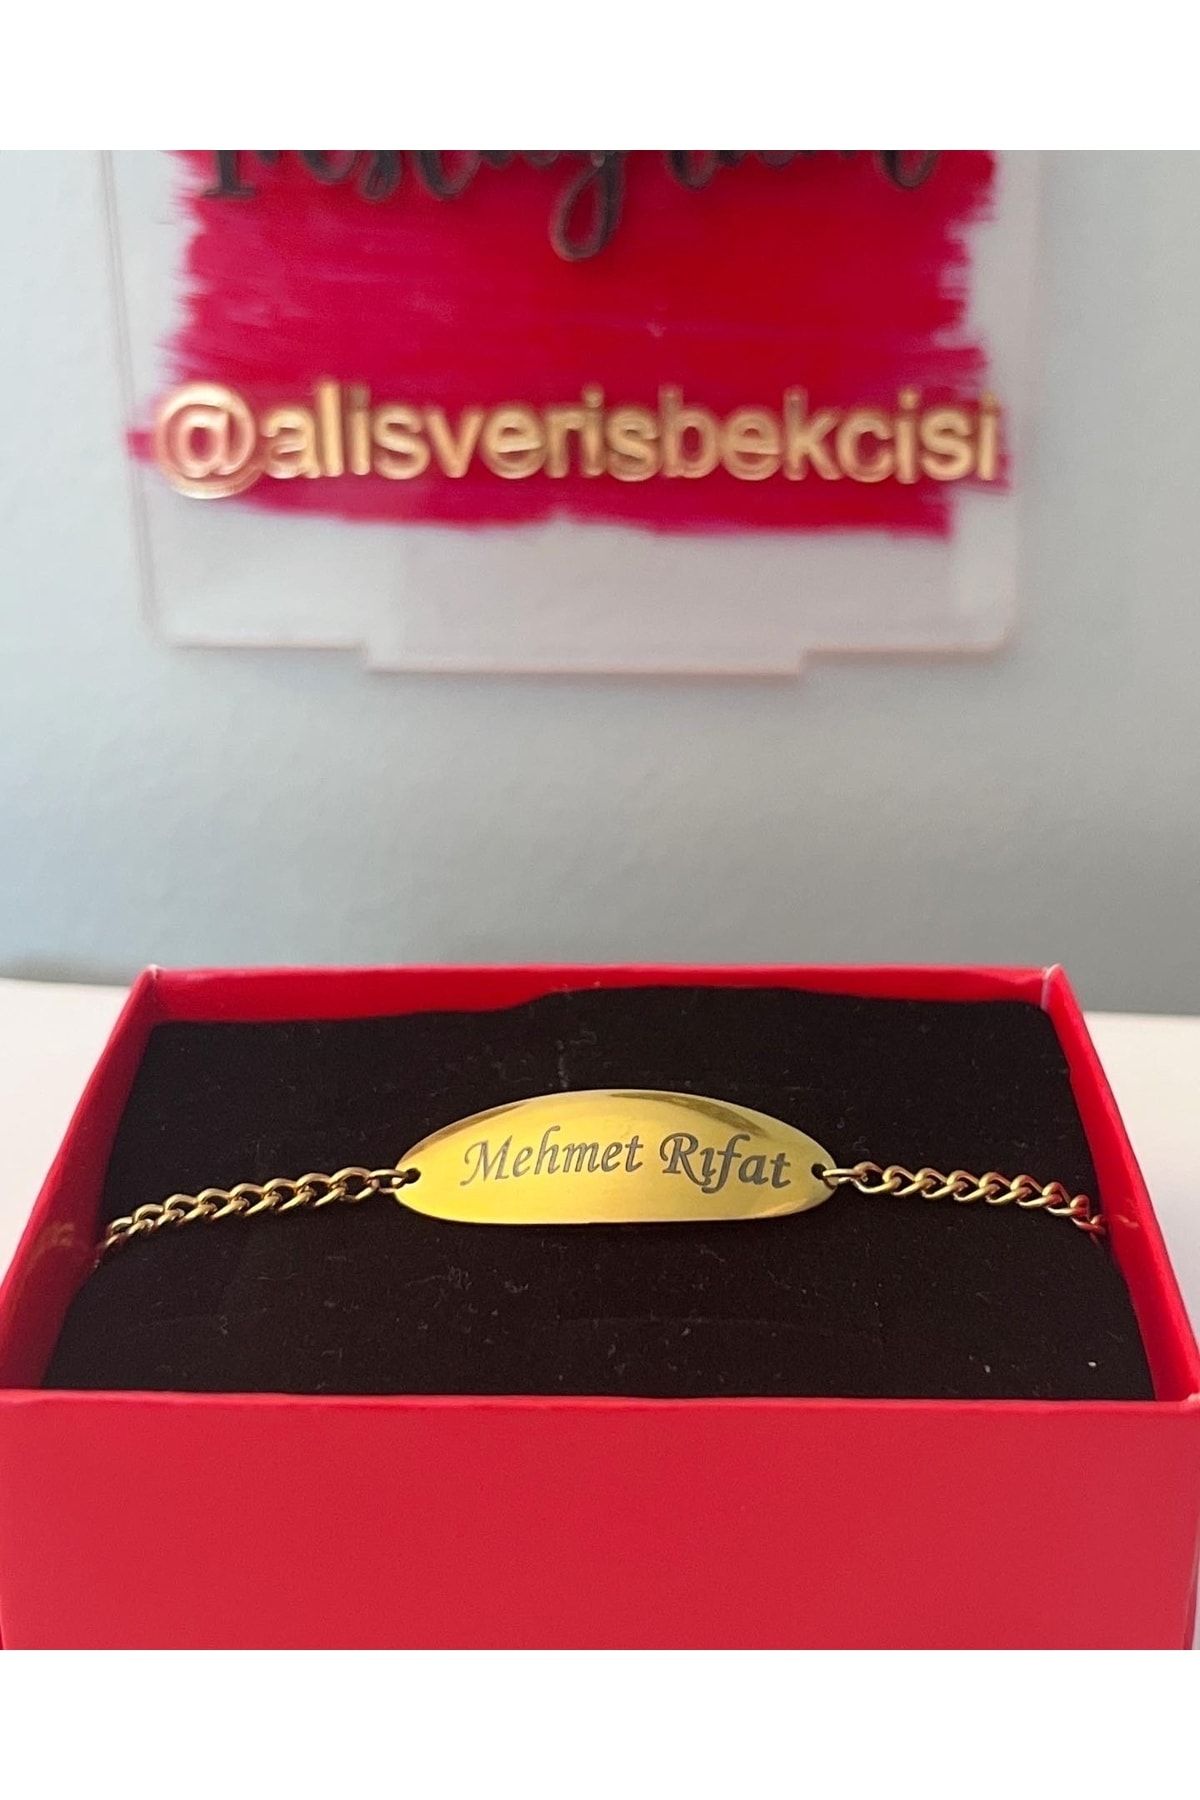 @alisverisbekcisi
Mehmet Rıfat